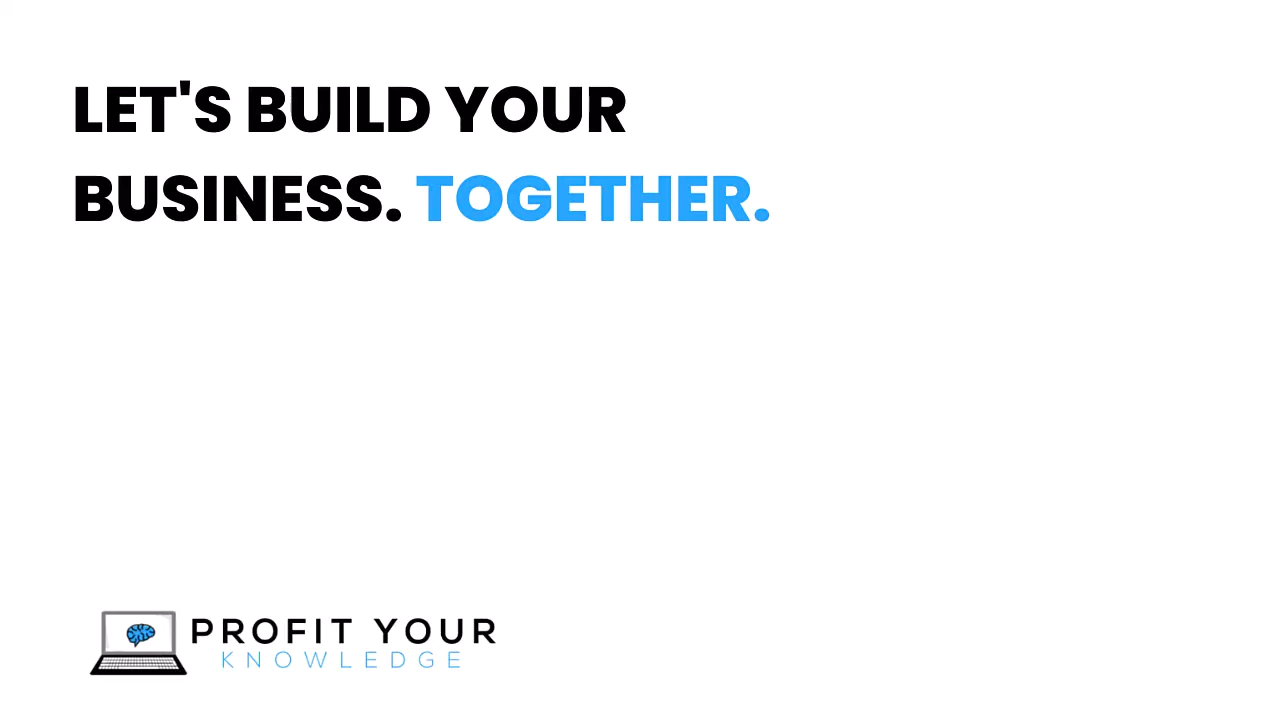 LET'S BUILD YOUR
BUSINESS. TOGETHER.
PROFIT YOUR
KNOWLEDGE